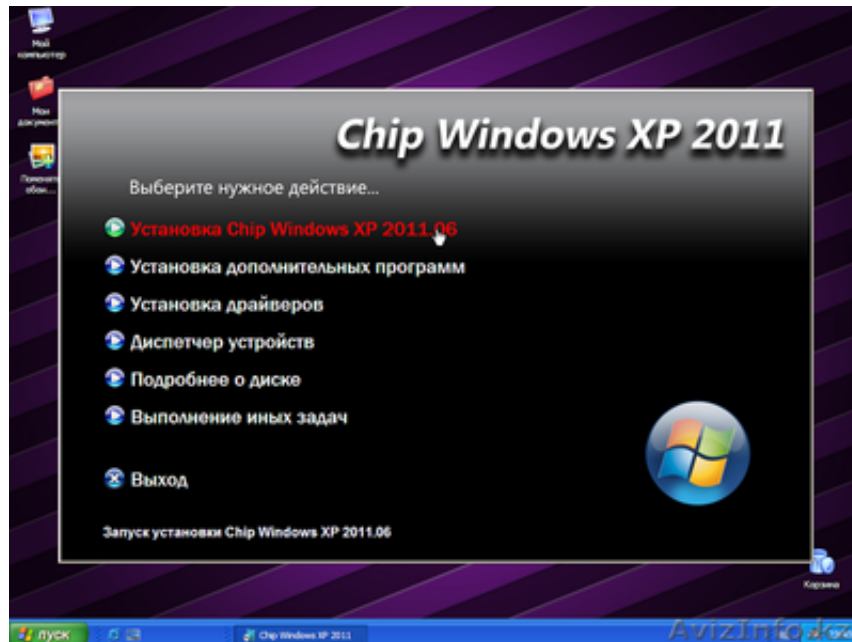 Мой
компьютер
Мои
документы
Chip Windows XP 2011
Выберите нужное действие...
Установка Chip Windows XP 2011.06
Установка дополнительных программ
Установка драйверов
Диспетчер устройств
Подробнее о диске
Выполнение иных задач
Выход
Запуск установки Chip Windows XP 2011.06
Поменять
обои...
Корзина
пуск
Chip Windows XP 2011
AvizInfo.kz